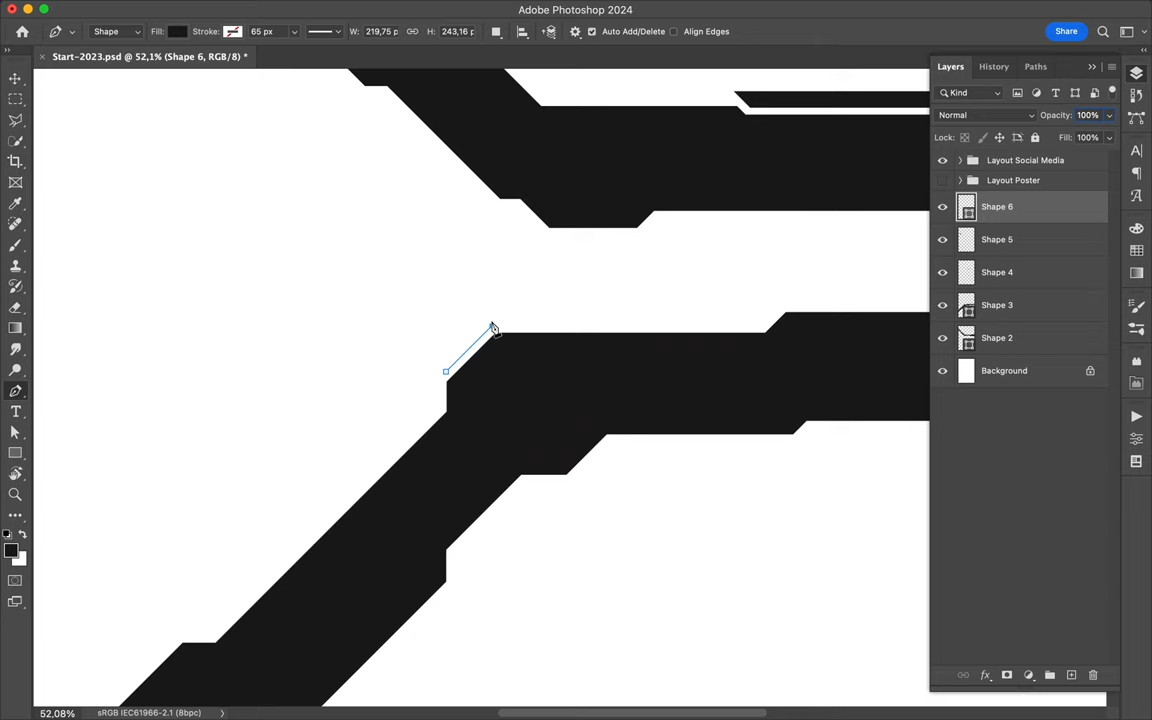 Adobe Photoshop 2024
Shape
Fill:
Stroke:
65 px
W:
219,75 p
H:
243,16 p
Auto Add/Delete
Align Edges
Share
Start-2023.psd @ 52,1% (Shape 6, RGB/8) *
Layers
History
Paths
Kind
Normal
Opacity:
100%
Lock:
Fill:
100%
Layout Social Media
Layout Poster
Shape 6
Shape 5
Shape 4
Shape 3
Shape 2
Background
52,08%
sRGB IEC61966-2.1 (8bpc)